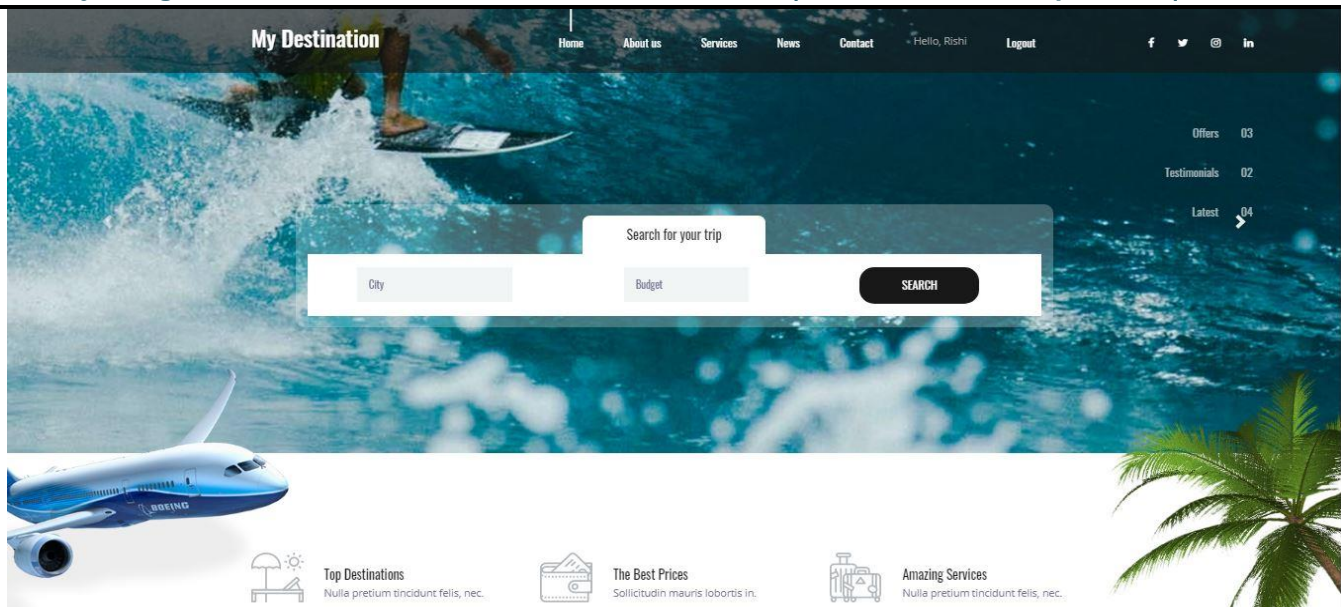 My Destination
Home About us Services News Contact Hello, Rishi Logout
Offers 03
Testimonials 02
Latest 04
Search for your trip
City Budget SEARCH
BOEING
Top Destinations
Nulla pretium tincidunt felis, nec.
The Best Prices
Sollicitudin mauris lobortis in.
Amazing Services
Nulla pretium tincidunt felis, nec.